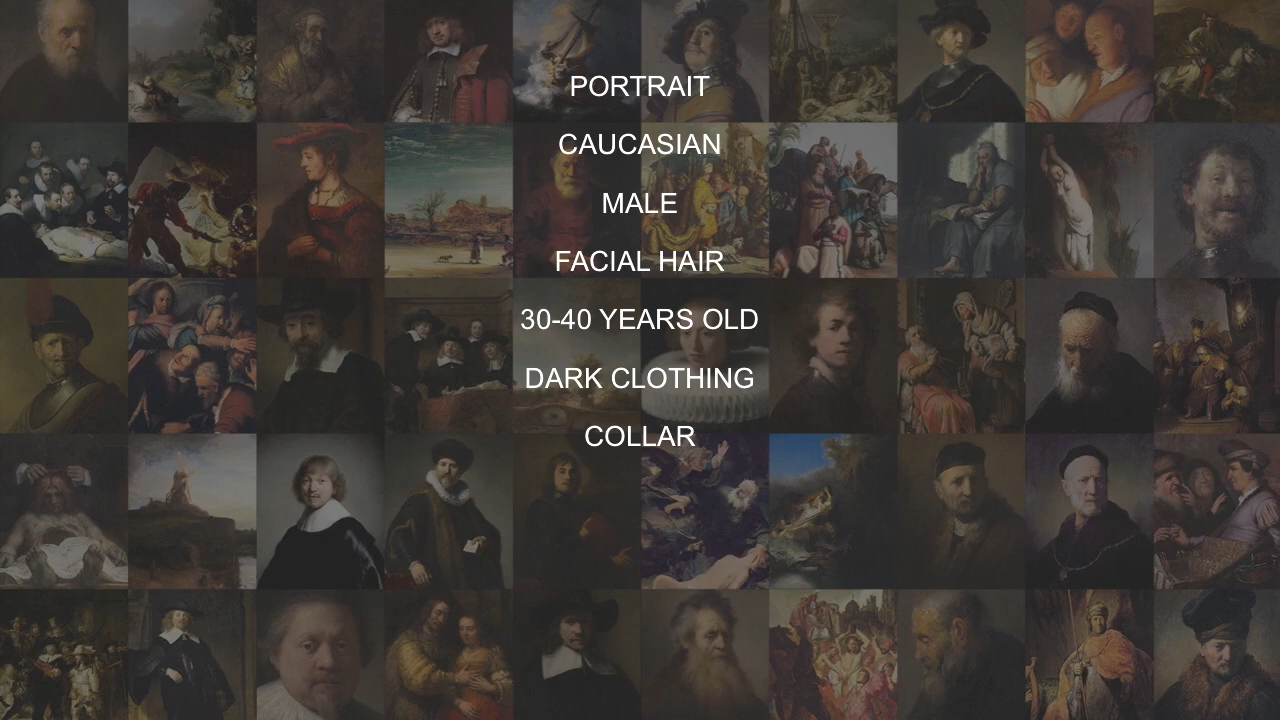 PORTRAIT
CAUCASIAN
MALE
FACIAL HAIR
30-40 YEARS OLD
DARK CLOTHING
COLLAR